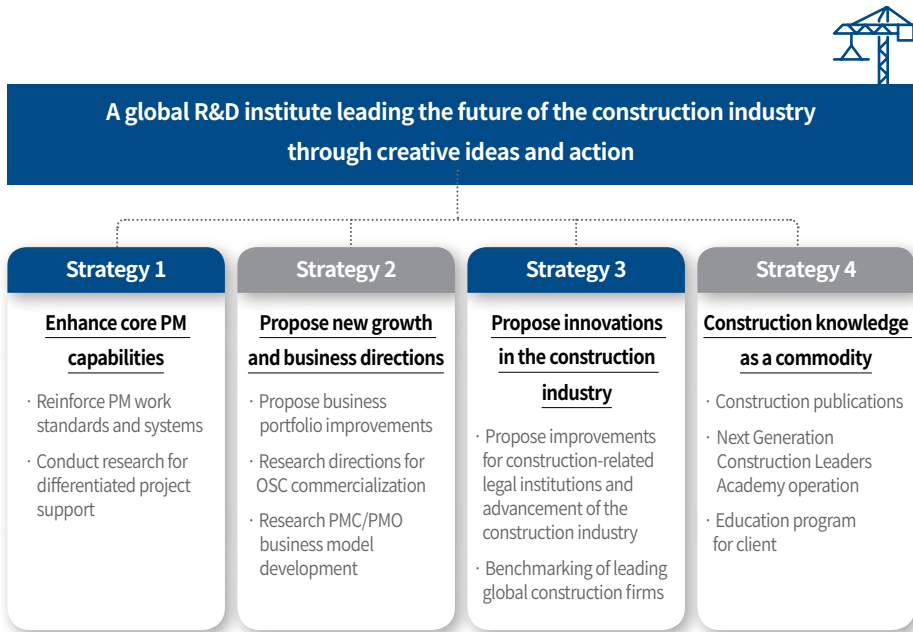 A global R&D institute leading the future of the construction industry
through creative ideas and action
Strategy 1
Enhance core PM
capabilities
· Reinforce PM work
standards and systems
· Conduct research for
differentiated project
support
Strategy 2
Propose new growth
and business directions
· Propose business
portfolio improvements
· Research directions for
OSC commercialization
· Research PMC/PMO
business model
development
Strategy 3
Propose innovations
in the construction
industry
· Propose improvements
for construction-related
legal institutions and
advancement of the
construction industry
· Benchmarking of leading
global construction firms
Strategy 4
Construction knowledge
as a commodity
· Construction publications
· Next Generation
Construction Leaders
Academy operation
· Education program
for client